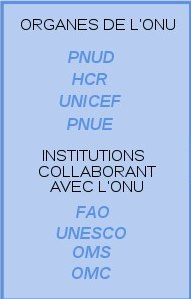 ORGANES DE L'ONU
PNUD
HCR
UNICEF
PNUE
INSTITUTIONS
COLLABORANT
AVEC L'ONU
FAO
UNESCO
OMS
OMC